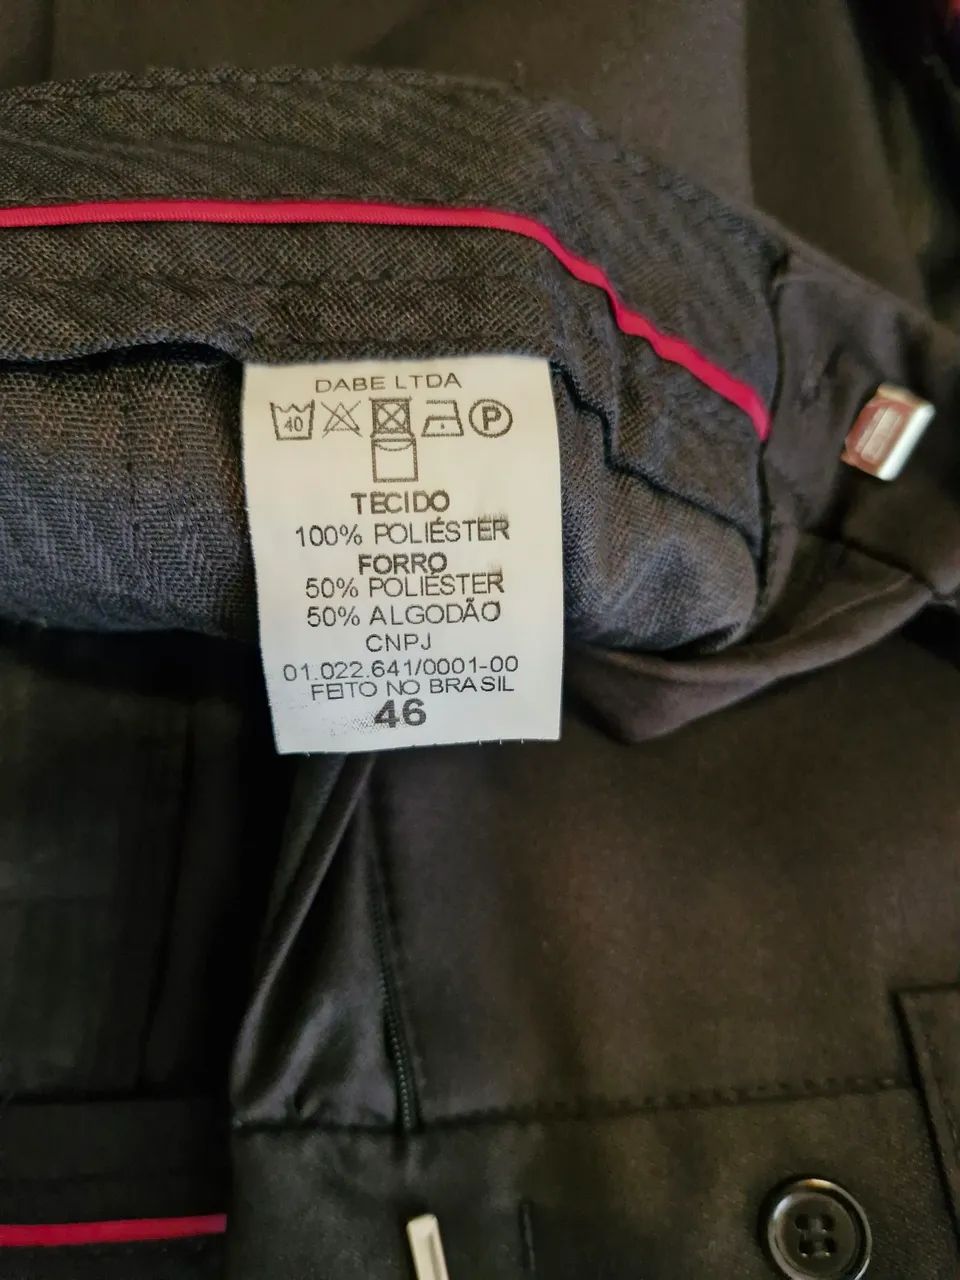 DABE LTDA
40 P
TECIDO
100% POLIÉSTER
FORRO
50% POLIÉSTER
50% ALGODÃO
CNPJ
01.022.641/0001-00
FEITO NO BRASIL
46